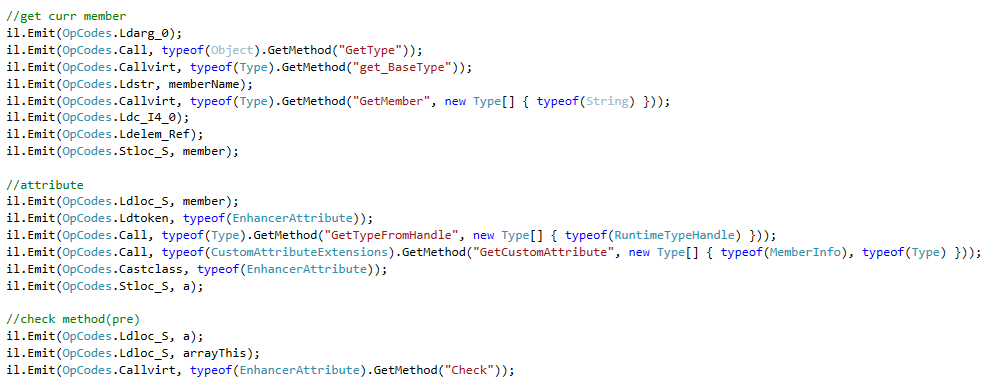 //get curr member
il.Emit(OpCodes.Ldarg_0);
il.Emit(OpCodes.Call, typeof(Object).GetMethod("GetType"));
il.Emit(OpCodes.Callvirt, typeof(Type).GetMethod("get_BaseType"));
il.Emit(OpCodes.Ldstr, memberName);
il.Emit(OpCodes.Callvirt, typeof(Type).GetMethod("GetMember", new Type[] { typeof(String) }));
il.Emit(OpCodes.Ldc_I4_0);
il.Emit(OpCodes.Ldelem_Ref);
il.Emit(OpCodes.Stloc_S, member);
//attribute
il.Emit(OpCodes.Ldloc_S, member);
il.Emit(OpCodes.Ldtoken, typeof(EnhancerAttribute));
il.Emit(OpCodes.Call, typeof(Type).GetMethod("GetTypeFromHandle", new Type[] { typeof(RuntimeTypeHandle) }));
il.Emit(OpCodes.Call, typeof(CustomAttributeExtensions).GetMethod("GetCustomAttribute", new Type[] { typeof(MemberInfo), typeof(Type) }));
il.Emit(OpCodes.Castclass, typeof(EnhancerAttribute));
il.Emit(OpCodes.Stloc_S, a);
//check method(pre)
il.Emit(OpCodes.Ldloc_S, a);
il.Emit(OpCodes.Ldloc_S, arrayThis);
il.Emit(OpCodes.Callvirt, typeof(EnhancerAttribute).GetMethod("Check"));